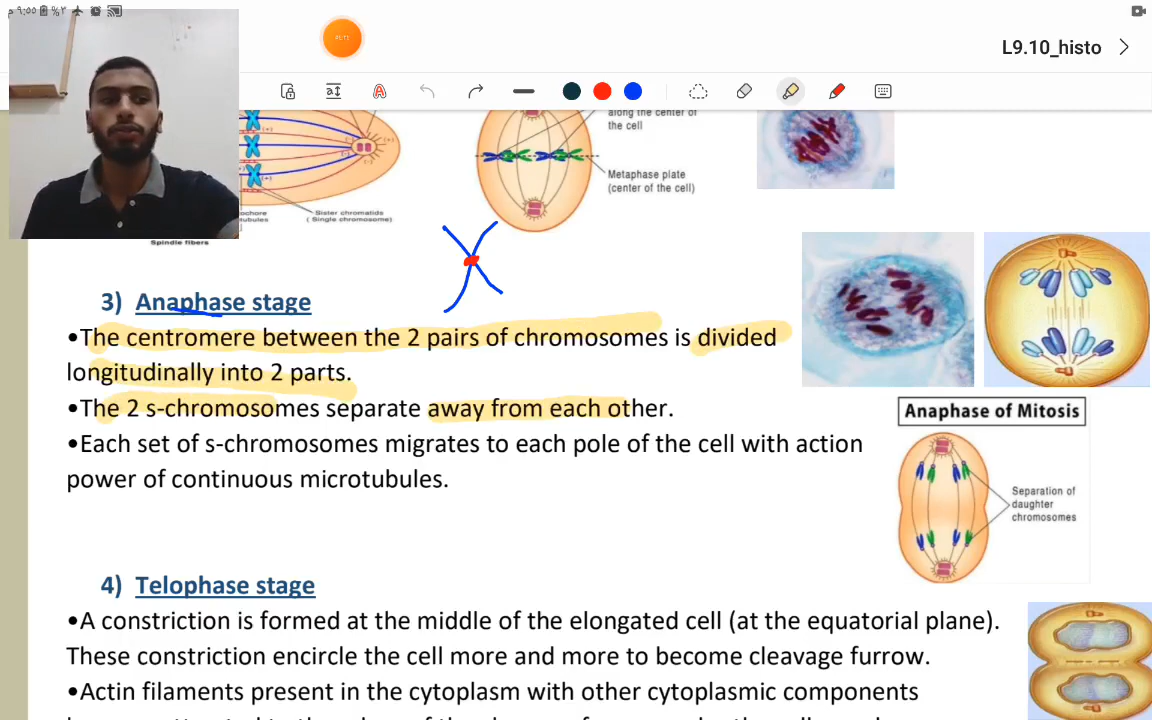 ٩:٥٥ م
٪٢
L9.10_histo
along the center of
the cell
Metaphase plate
(center of the cell)
Sister chromatids
( Single chromosome)
Spindle fibers
3) Anaphase stage
•The centromere between the 2 pairs of chromosomes is divided
longitudinally into 2 parts.
•The 2 s-chromosomes separate away from each other.
•Each set of s-chromosomes migrates to each pole of the cell with action
power of continuous microtubules.
Anaphase of Mitosis
Separation of
daughter
chromosomes
4) Telophase stage
•A constriction is formed at the middle of the elongated cell (at the equatorial plane).
These constriction encircle the cell more and more to become cleavage furrow.
•Actin filaments present in the cytoplasm with other cytoplasmic components